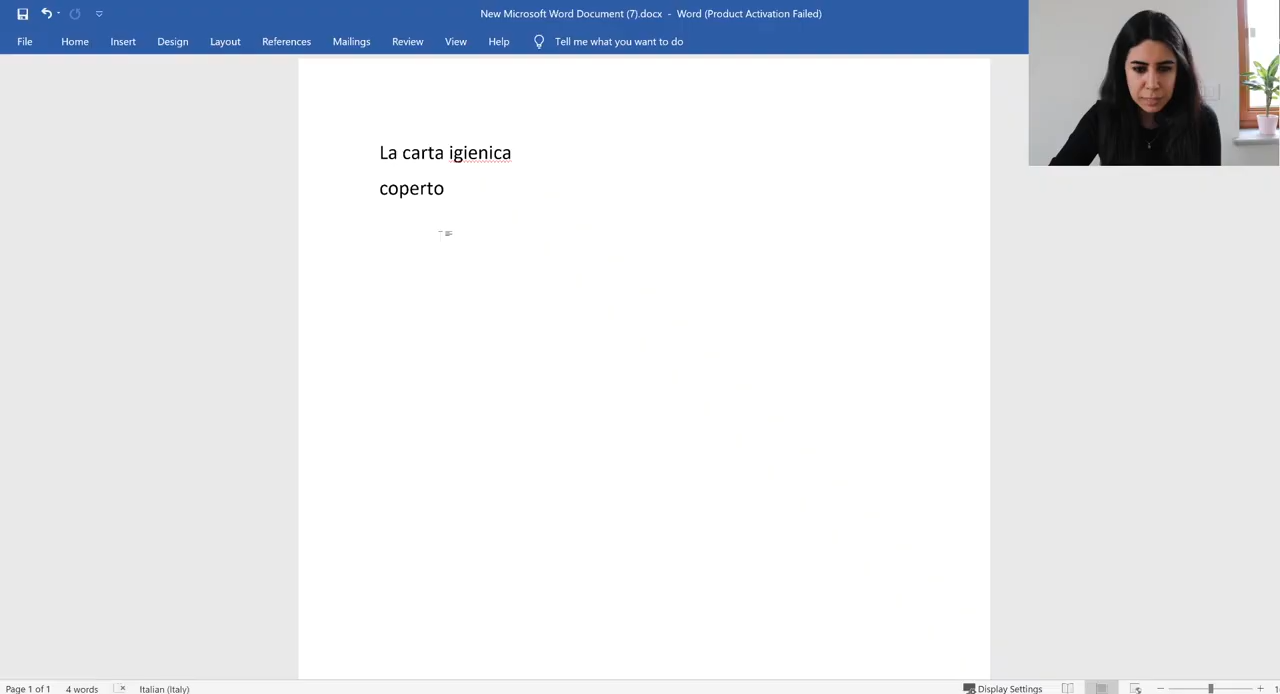 New Microsoft Word Document (7).docx - Word (Product Activation Failed)
File Home Insert Design Layout References Mailings Review View Help Tell me what you want to do
La carta igienica
coperto
Page 1 of 1 4 words Italian (Italy) Display Settings